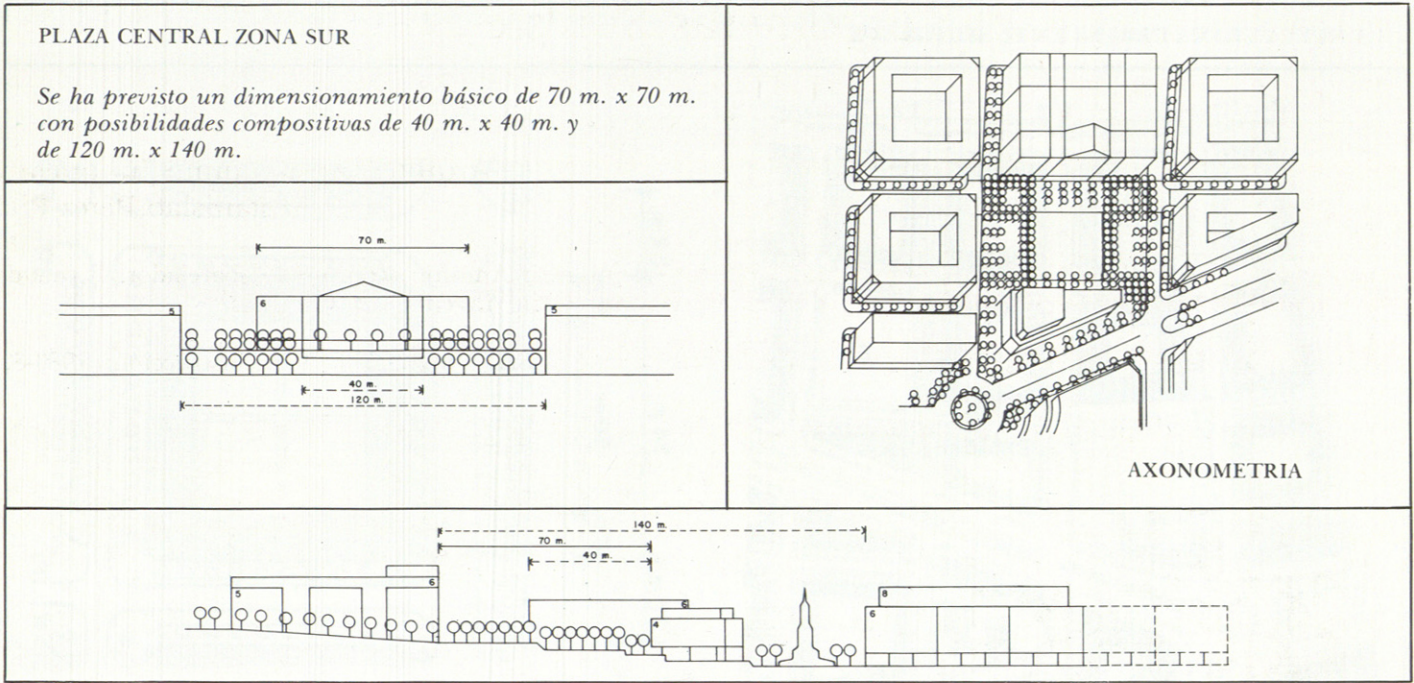 PLAZA CENTRAL ZONA SUR
Se ha previsto un dimensionamiento básico de 70 m. x 70 m.
con posibilidades compositivas de 40 m. x 40 m. y
de 120 m. x 140 m.
70 m.
5
6
5
40 m.
120 m.
AXONOMETRIA
140 m.
70 m.
40 m.
5
6
6
4
8
6